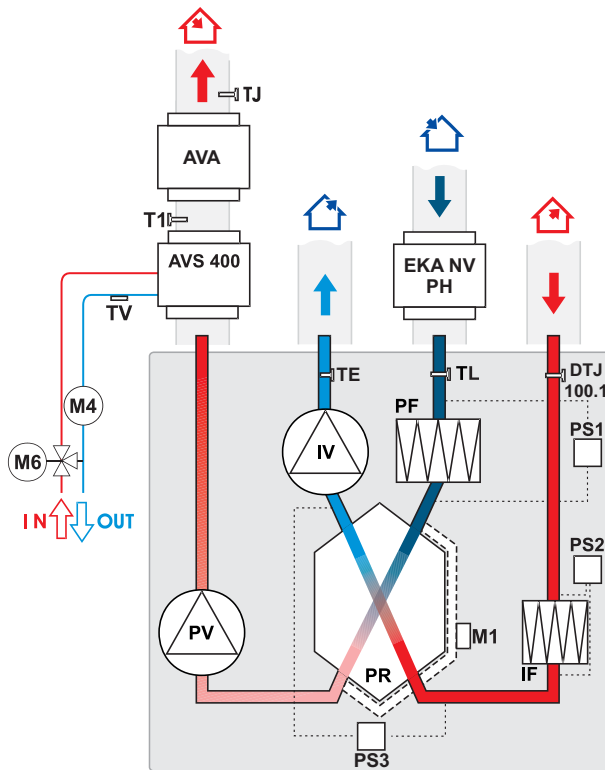 TJ
AVA
T1
AVS 400
EKA NV
PH
TV
TE
TL
DTJ
100.1
PF
PS1
M4
IV
M6
IN
OUT
PS2
PV
M1
PR
IF
PS3